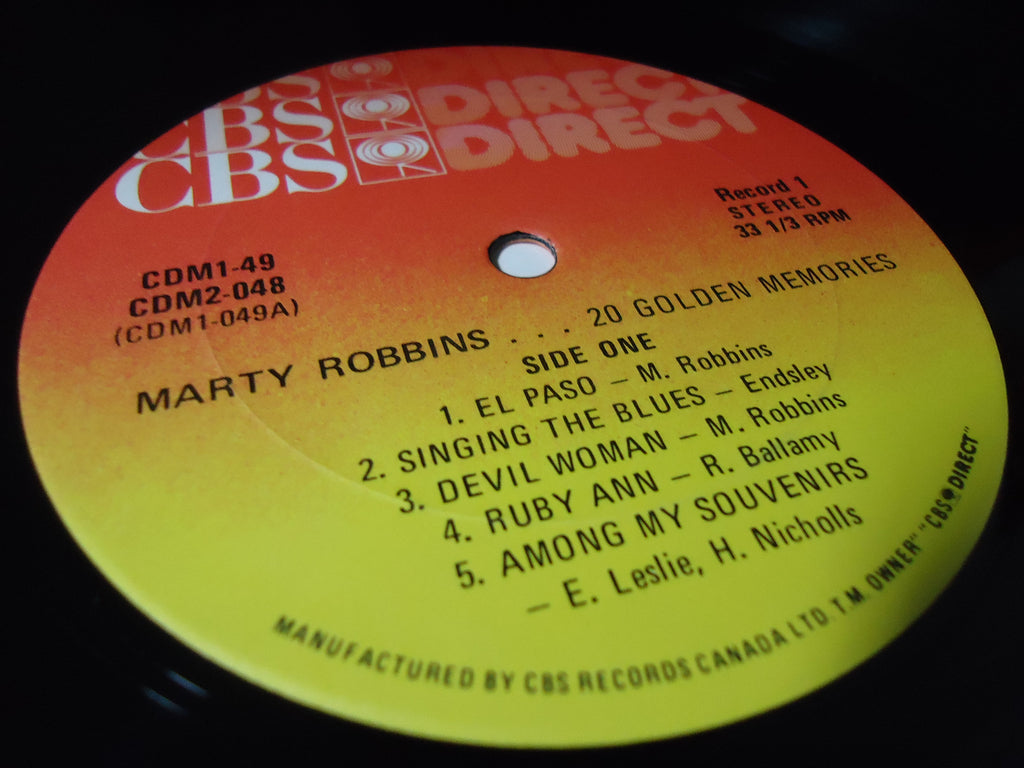 CBS DIRECT
CBS DIRECT
CBS DIRECT
Record 1
STEREO
33 1/3 RPM
CDM1-49
CDM2-048
(CDM1-049A)
MARTY ROBBINS . . . 20 GOLDEN MEMORIES
SIDE ONE
1. EL PASO – M. Robbins
2. SINGING THE BLUES – Endsley
3. DEVIL WOMAN – M. Robbins
4. RUBY ANN – R. Ballamy
5. AMONG MY SOUVENIRS
– E. Leslie, H. Nicholls
MANUFACTURED BY CBS RECORDS CANADA LTD. T.M. OWNER "CBS DIRECT"